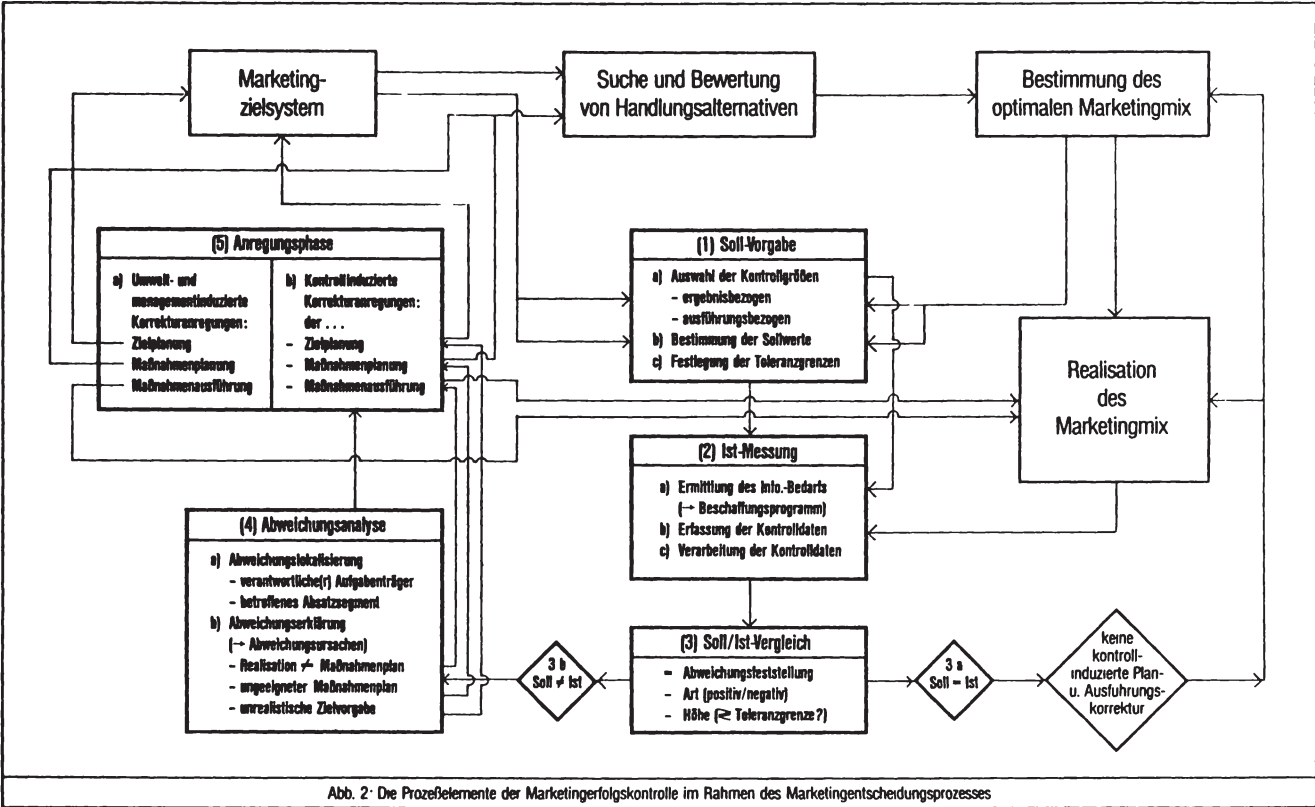 Marketing-
zielsystem
Suche und Bewertung
von Handlungsalternativen
Bestimmung des
optimalen Marketingmix
(5) Anregungsphase
a) Umwelt- und
managementinduzierte
Korrekturanregungen:
Zielplanung
Maßnahmenplanung
Maßnahmenausführung
b) Kontrollinduzierte
Korrekturanregungen:
der ...
- Zielplanung
- Maßnahmenplanung
- Maßnahmenausführung
(1) Soll-Vorgabe
a) Auswahl der Kontrollgrößen
- ergebnisbezogen
- ausführungsbezogen
b) Bestimmung der Sollwerte
c) Festlegung der Toleranzgrenzen
Realisation
des
Marketingmix
(2) Ist-Messung
a) Ermittlung des Info.-Bedarfs
(→ Beschaffungsprogramm)
b) Erfassung der Kontrolldaten
c) Verarbeitung der Kontrolldaten
(4) Abweichungsanalyse
a) Abweichungslokalisierung
- verantwortliche(r) Aufgabenträger
- betroffenes Absatzsegment
b) Abweichungserklärung
(→ Abweichungsursachen)
- Realisation ≠ Maßnahmenplan
- ungeeigneter Maßnahmenplan
- unrealistische Zielvorgabe
3 b
Soll ≠ Ist
(3) Soll/Ist-Vergleich
= Abweichungsfeststellung
- Art (positiv/negativ)
- Höhe (≷ Toleranzgrenze?)
3 a
Soll = Ist
keine
kontroll-
induzierte Plan-
u. Ausführungs-
korrektur
Abb. 2· Die Prozeßelemente der Marketingerfolgskontrolle im Rahmen des Marketingentscheidungsprozesses